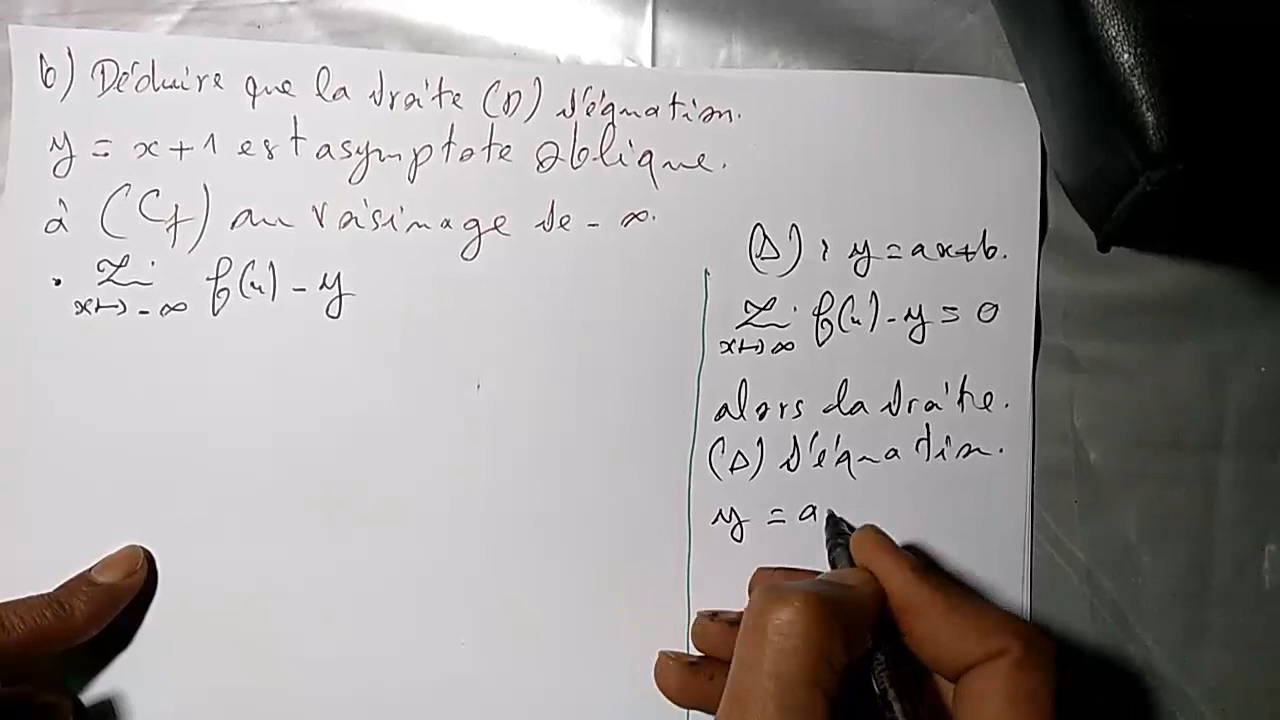 b) Déduire que la droite (D) d'équation.
y = x+1 est asymptote oblique.
à (Cf) au voisinage de -∞.
• lim f(x) - y
x↦-∞
(Δ) : y = ax+b.
lim f(x) - y = 0
x↦∞
alors la droite.
(Δ) d'équation.
y = a